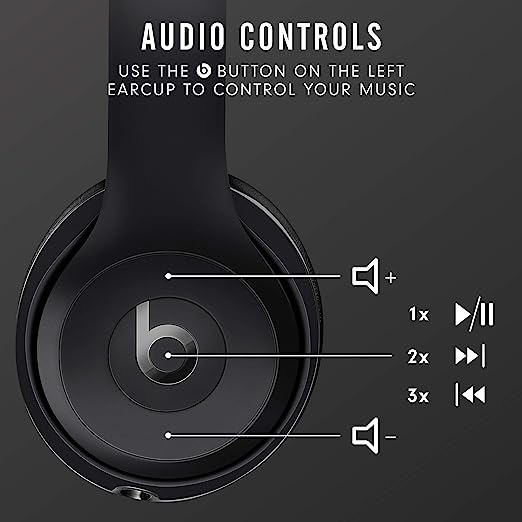 AUDIO CONTROLS
USE THE b BUTTON ON THE LEFT
EARCUP TO CONTROL YOUR MUSIC
+
1x
b
2x
3x
-